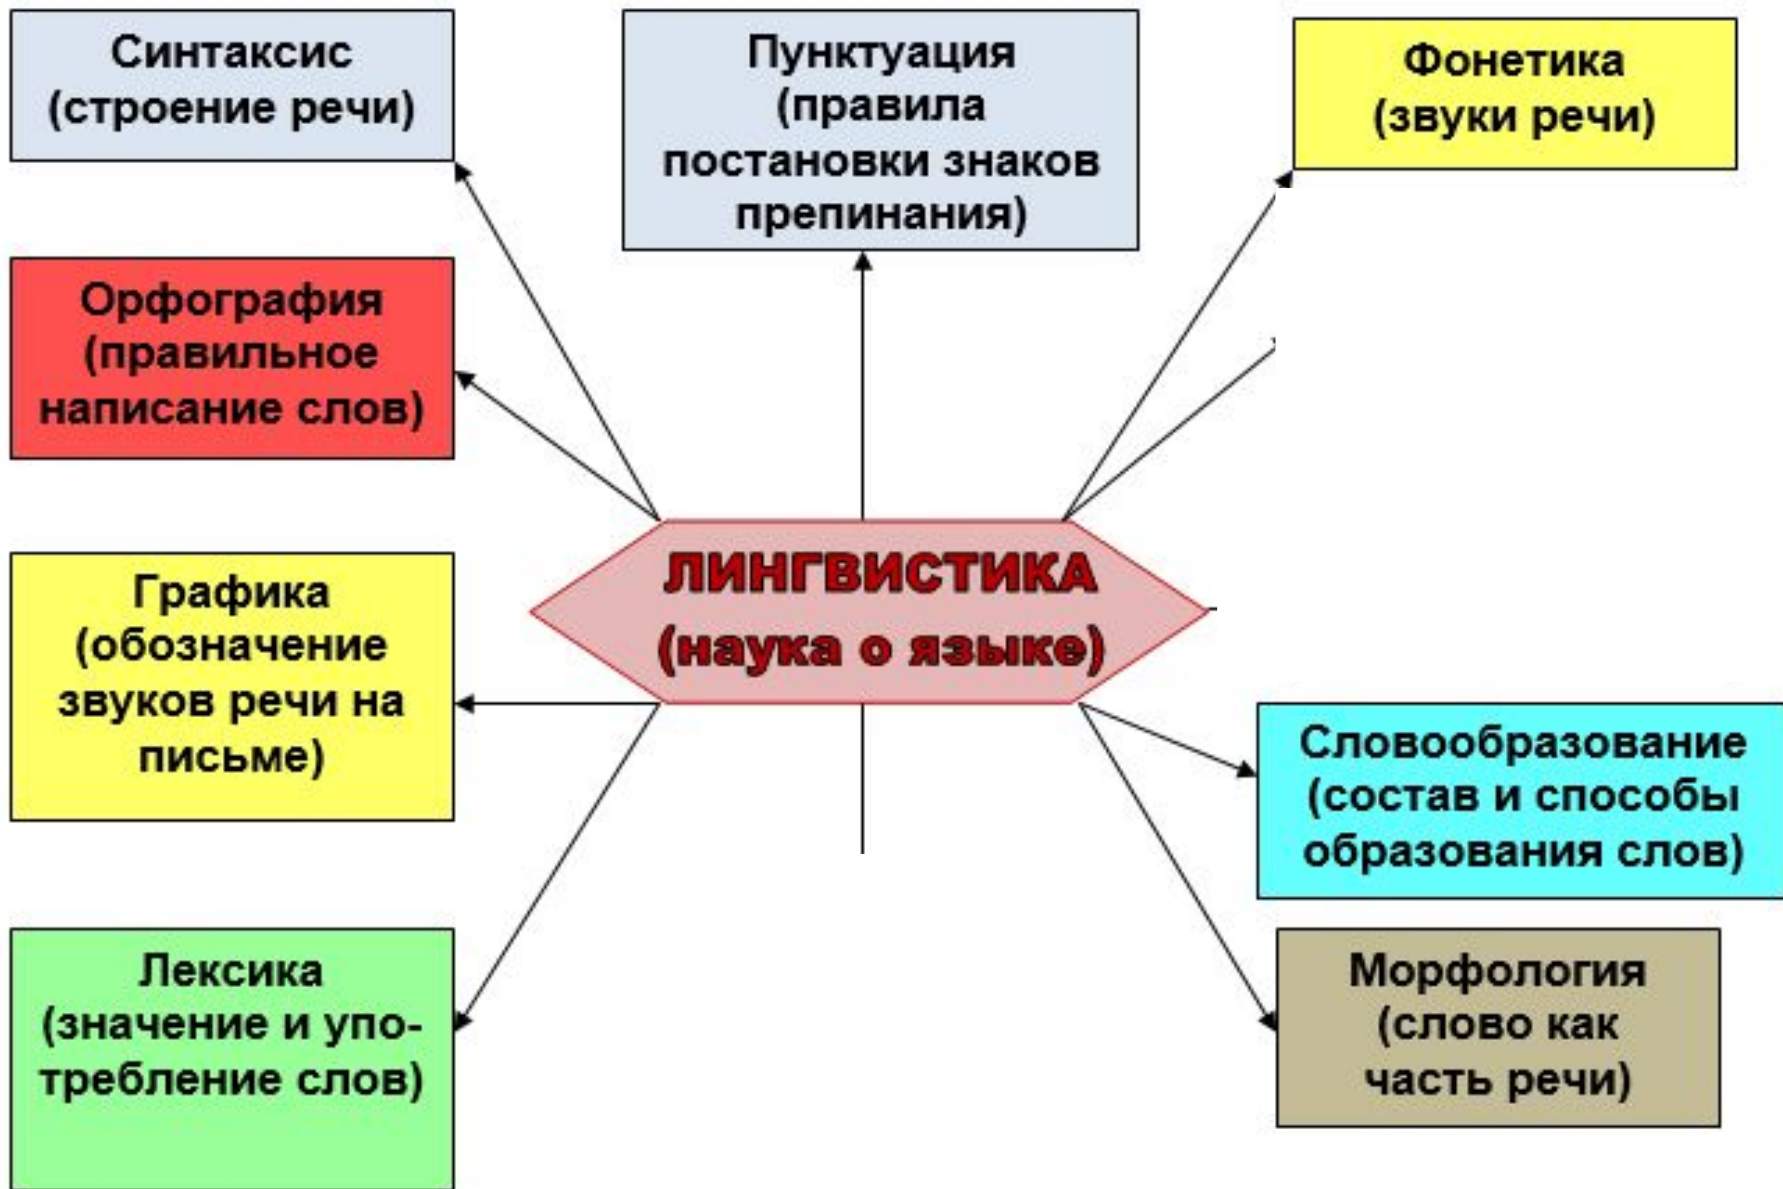 Синтаксис
(строение речи)
Пунктуация
(правила
постановки знаков
препинания)
Фонетика
(звуки речи)
Орфография
(правильное
написание слов)
ЛИНГВИСТИКА
(наука о языке)
Графика
(обозначение
звуков речи на
письме)
Словообразование
(состав и способы
образования слов)
Лексика
(значение и упо-
требление слов)
Морфология
(слово как
часть речи)